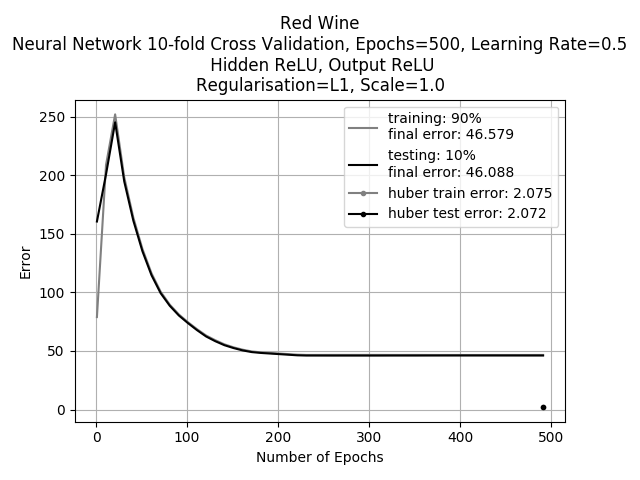 Red Wine
Neural Network 10-fold Cross Validation, Epochs=500, Learning Rate=0.5
Hidden ReLU, Output ReLU
Regularisation=L1, Scale=1.0
training: 90%
final error: 46.579
testing: 10%
final error: 46.088
huber train error: 2.075
huber test error: 2.072
Error
250
200
150
100
50
0
0 100 200 300 400 500
Number of Epochs